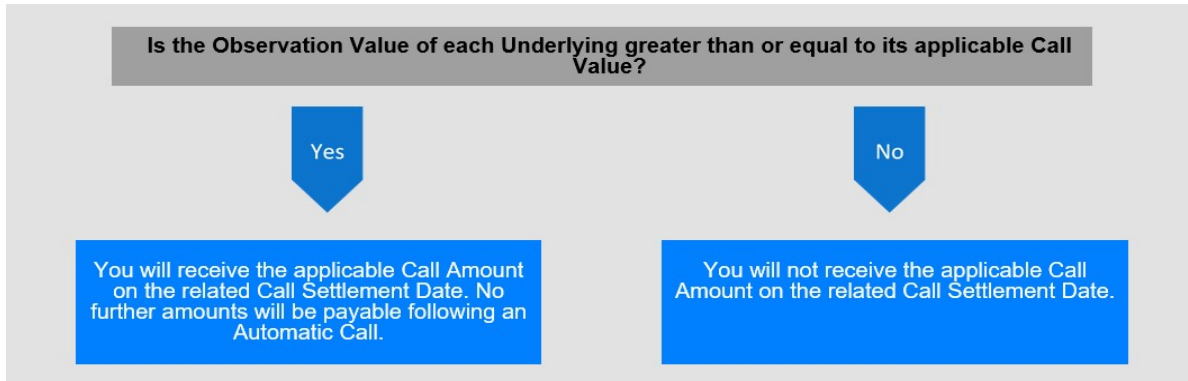 Is the Observation Value of each Underlying greater than or equal to its applicable Call
Value?
Yes
No
You will receive the applicable Call Amount
on the related Call Settlement Date. No
further amounts will be payable following an
Automatic Call.
You will not receive the applicable Call
Amount on the related Call Settlement Date.